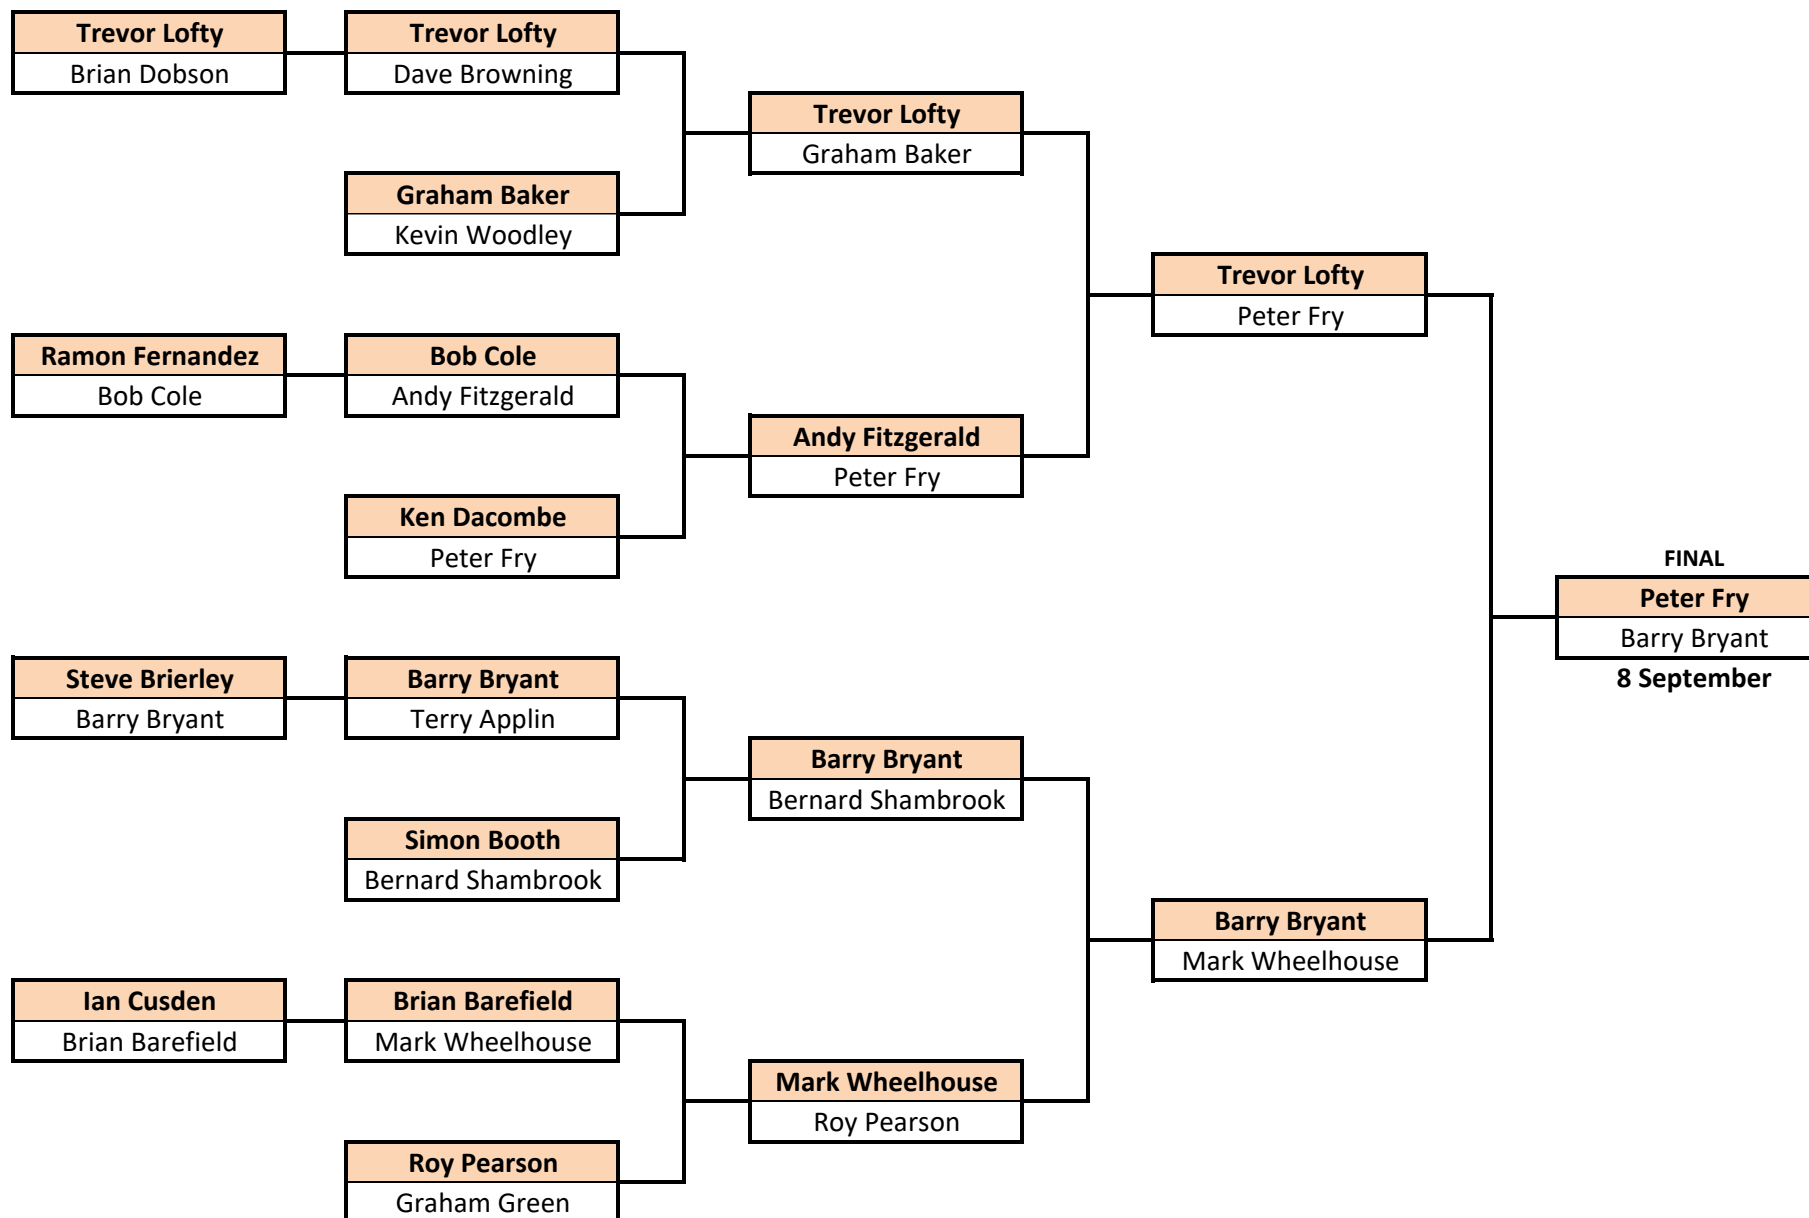 Trevor Lofty
Brian Dobson
Ramon Fernandez
Bob Cole
Steve Brierley
Barry Bryant
Ian Cusden
Brian Barefield
Trevor Lofty
Dave Browning
Graham Baker
Kevin Woodley
Bob Cole
Andy Fitzgerald
Ken Dacombe
Peter Fry
Barry Bryant
Terry Applin
Simon Booth
Bernard Shambrook
Brian Barefield
Mark Wheelhouse
Roy Pearson
Graham Green
Trevor Lofty
Graham Baker
Andy Fitzgerald
Peter Fry
Barry Bryant
Bernard Shambrook
Mark Wheelhouse
Roy Pearson
Trevor Lofty
Peter Fry
Barry Bryant
Mark Wheelhouse
FINAL
Peter Fry
Barry Bryant
8 September